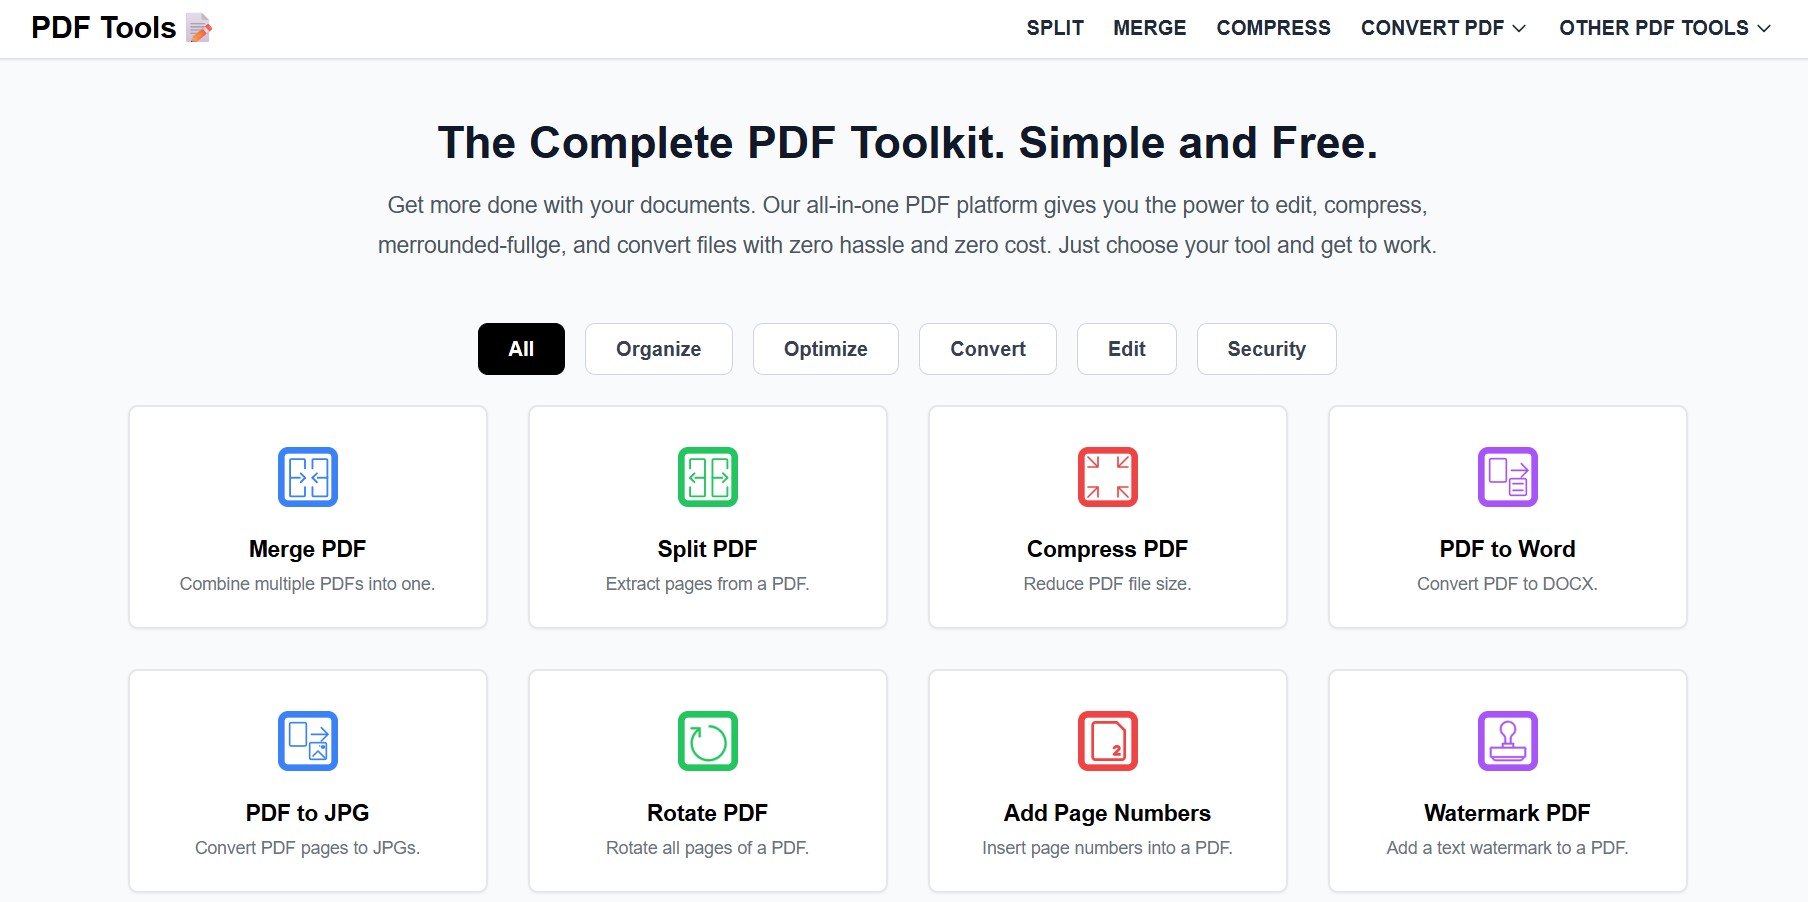 PDF Tools
SPLIT MERGE COMPRESS CONVERT PDF OTHER PDF TOOLS
The Complete PDF Toolkit. Simple and Free.
Get more done with your documents. Our all-in-one PDF platform gives you the power to edit, compress,
merrounded-fullge, and convert files with zero hassle and zero cost. Just choose your tool and get to work.
All Organize Optimize Convert Edit Security
Merge PDF
Combine multiple PDFs into one.
Split PDF
Extract pages from a PDF.
Compress PDF
Reduce PDF file size.
PDF to Word
Convert PDF to DOCX.
PDF to JPG
Convert PDF pages to JPGs.
Rotate PDF
Rotate all pages of a PDF.
2
Add Page Numbers
Insert page numbers into a PDF.
Watermark PDF
Add a text watermark to a PDF.